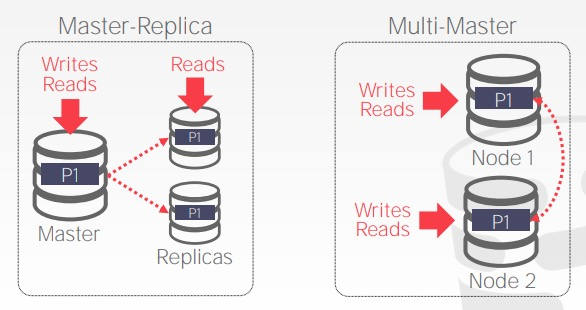 Master-Replica
Writes
Reads
Reads
P1
P1
P1
Master
Replicas
Multi-Master
Writes
Reads
P1
Node 1
Writes
Reads
P1
Node 2